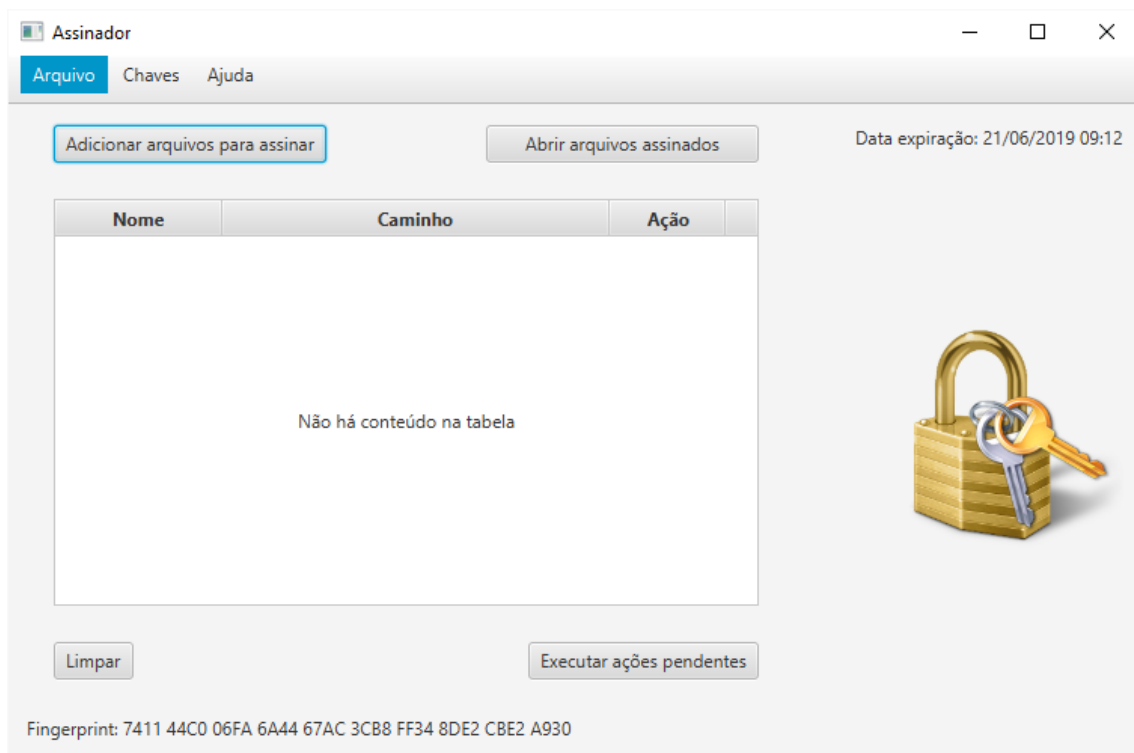 Assinador
Arquivo Chaves Ajuda
Adicionar arquivos para assinar Abrir arquivos assinados Data expiração: 21/06/2019 09:12
Nome Caminho Ação
Não há conteúdo na tabela
Limpar Executar ações pendentes
Fingerprint: 7411 44C0 06FA 6A44 67AC 3CB8 FF34 8DE2 CBE2 A930